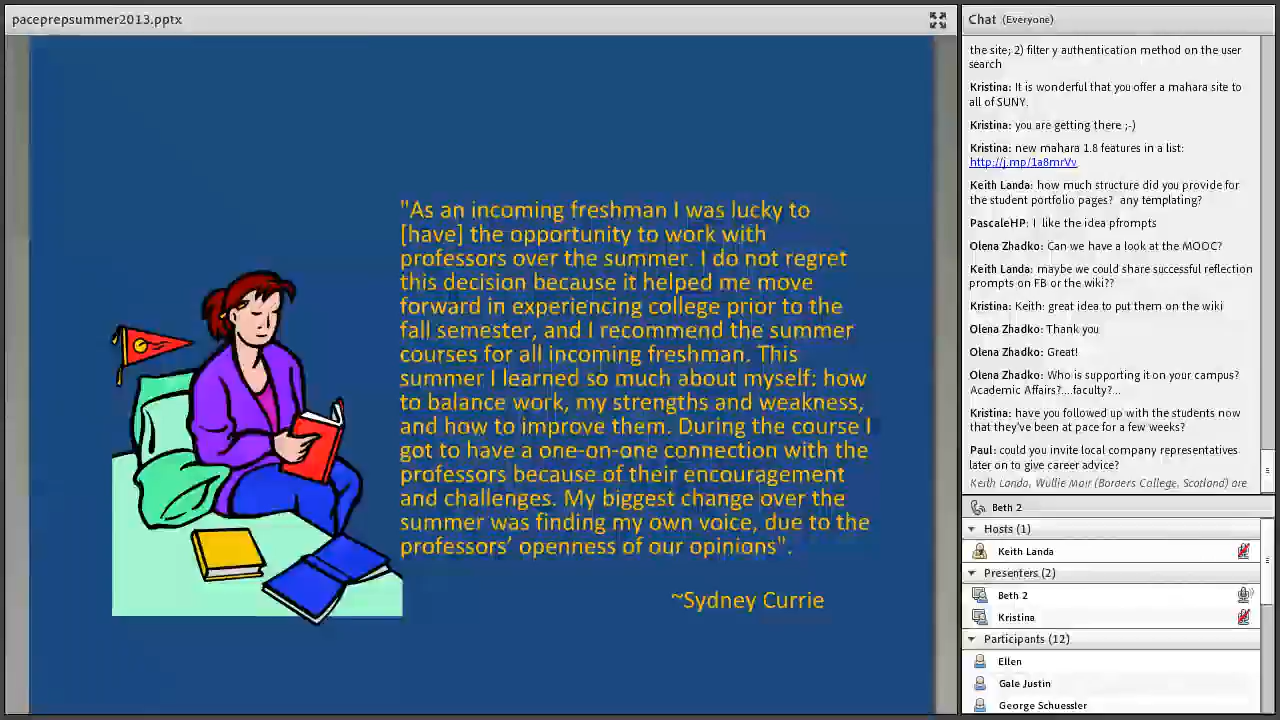 paceprepsummer2013.pptx
"As an incoming freshman I was lucky to
[have] the opportunity to work with
professors over the summer. I do not regret
this decision because it helped me move
forward in experiencing college prior to the
fall semester, and I recommend the summer
courses for all incoming freshman. This
summer I learned so much about myself: how
to balance work, my strengths and weakness,
and how to improve them. During the course I
got to have a one-on-one connection with the
professors because of their encouragement
and challenges. My biggest change over the
summer was finding my own voice, due to the
professors' openness of our opinions".
~Sydney Currie
Chat (Everyone)
the site; 2) filter y authentication method on the user
search
Kristina: It is wonderful that you offer a mahara site to
all of SUNY.
Kristina: you are getting there ;-)
Kristina: new mahara 1.8 features in a list:
http://j.mp/1a8mrVv
Keith Landa: how much structure did you provide for
the student portfolio pages? any templating?
PascaleHP: I like the idea pfrompts
Olena Zhadko: Can we have a look at the MOOC?
Keith Landa: maybe we could share successful reflection
prompts on FB or the wiki??
Kristina: Keith: great idea to put them on the wiki
Olena Zhadko: Thank you
Olena Zhadko: Great!
Olena Zhadko: Who is supporting it on your campus?
Academic Affairs?...faculty?...
Kristina: have you followed up with the students now
that they've been at pace for a few weeks?
Paul: could you invite local company representatives
later on to give career advice?
Keith Landa, Wullie Mair (Borders College, Scotland) are
Beth 2
Hosts (1)
Keith Landa
Presenters (2)
Beth 2
Kristina
Participants (12)
Ellen
Gale Justin
George Schuessler